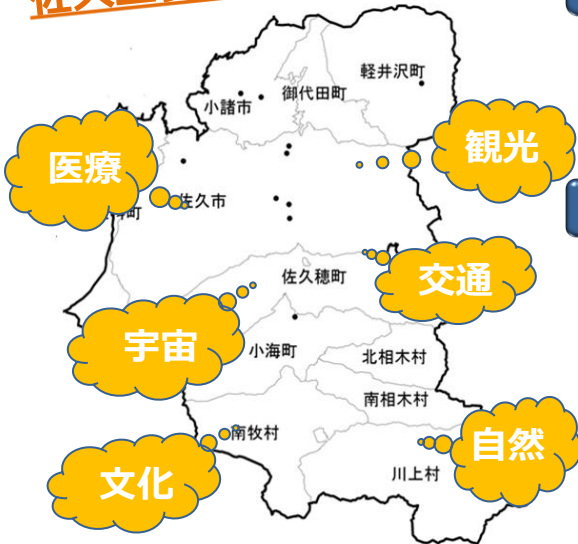 軽井沢町
御代田町
小諸市
観光
医療
佐久市
町
佐久穂町
交通
宇宙
小海町
北相木村
南相木村
南牧村
自然
川上村
文化